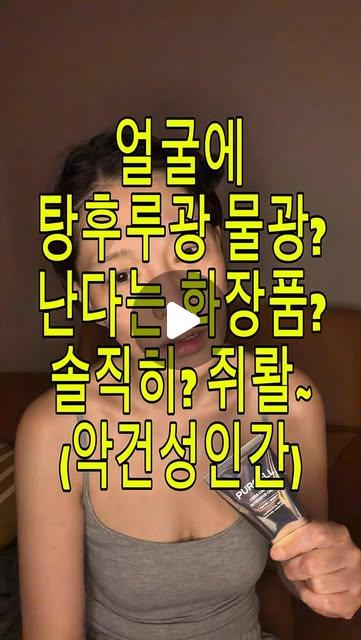 얼굴에
탕후루광 물광?
난다는 화장품?
솔직히? 쥐롸~
(악건성인간)